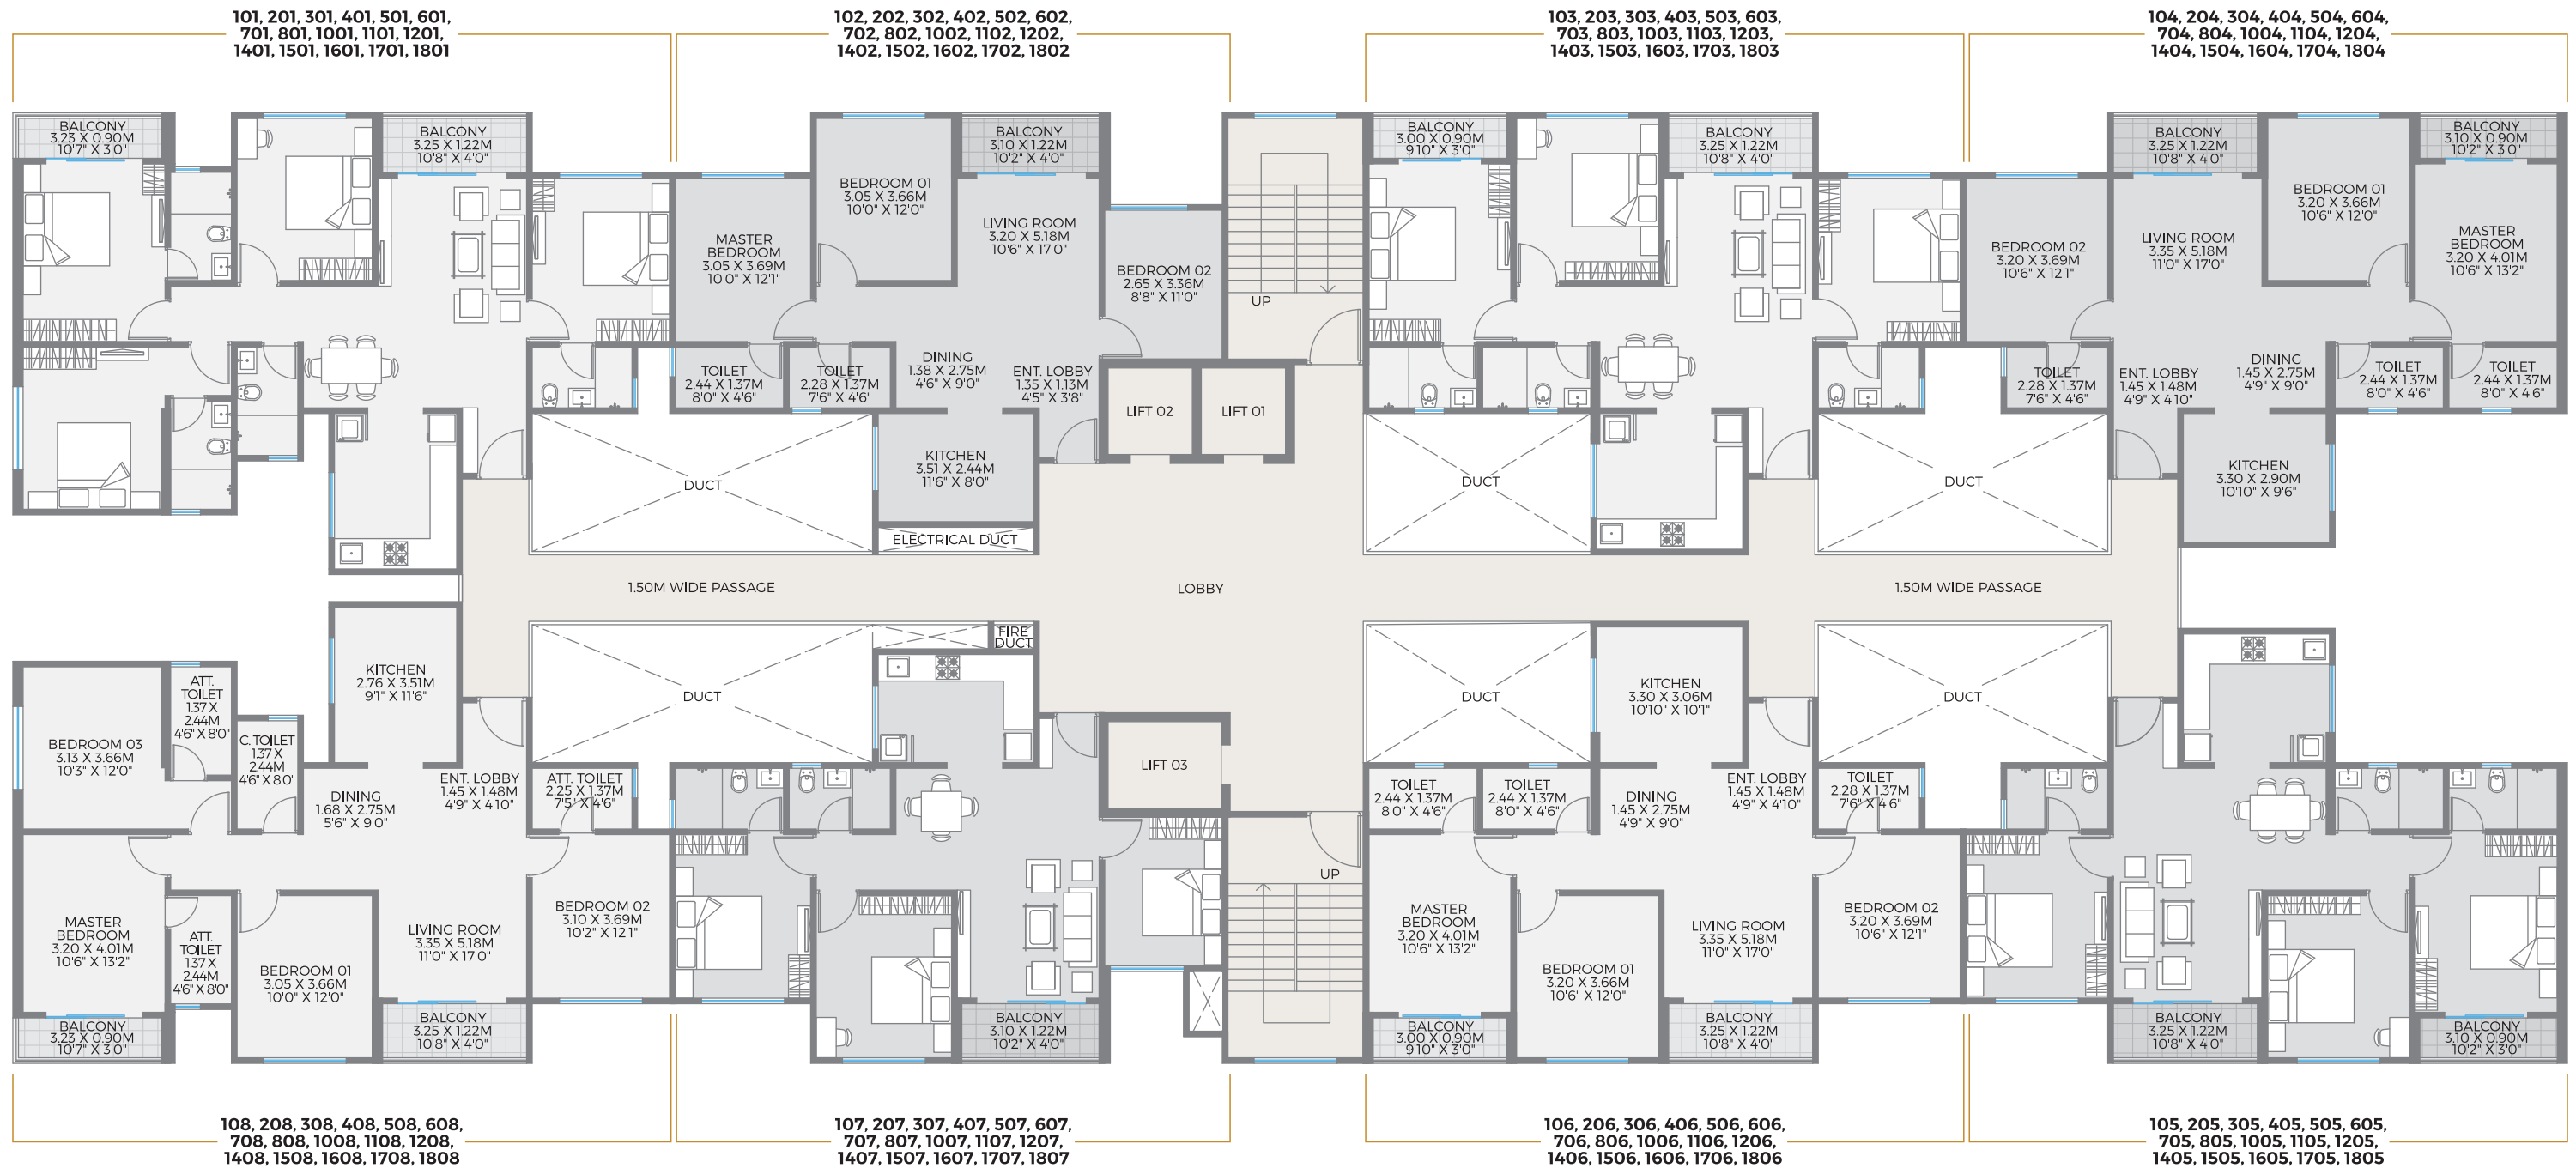 101, 201, 301, 401, 501, 601,
701, 801, 1001, 1101, 1201,
1401, 1501, 1601, 1701, 1801
102, 202, 302, 402, 502, 602,
702, 802, 1002, 1102, 1202,
1402, 1502, 1602, 1702, 1802
103, 203, 303, 403, 503, 603,
703, 803, 1003, 1103, 1203,
1403, 1503, 1603, 1703, 1803
104, 204, 304, 404, 504, 604,
704, 804, 1004, 1104, 1204,
1404, 1504, 1604, 1704, 1804
BALCONY
3.23 X 0.90M
10'7" X 3'0"
BALCONY
3.25 X 1.22M
10'8" X 4'0"
MASTER
BEDROOM
3.05 X 3.69M
10'0" X 12'1"
BEDROOM 01
3.05 X 3.66M
10'0" X 12'0"
BALCONY
3.10 X 1.22M
10'2" X 4'0"
LIVING ROOM
3.20 X 5.18M
10'6" X 17'0"
BEDROOM 02
2.65 X 3.36M
8'8" X 11'0"
TOILET
2.44 X 1.37M
8'0" X 4'6"
TOILET
2.28 X 1.37M
7'6" X 4'6"
DINING
1.38 X 2.75M
4'6" X 9'0"
ENT. LOBBY
1.35 X 1.13M
4'5" X 3'8"
KITCHEN
3.51 X 2.44M
11'6" X 8'0"
DUCT
ELECTRICAL DUCT
UP
LIFT 02
LIFT 01
BALCONY
3.00 X 0.90M
9'10" X 3'0"
BALCONY
3.25 X 1.22M
10'8" X 4'0"
DUCT
DUCT
BEDROOM 02
3.20 X 3.69M
10'6" X 12'1"
BALCONY
3.25 X 1.22M
10'8" X 4'0"
LIVING ROOM
3.35 X 5.18M
11'0" X 17'0"
BEDROOM 01
3.20 X 3.66M
10'6" X 12'0"
BALCONY
3.10 X 0.90M
10'2" X 3'0"
MASTER
BEDROOM
3.20 X 4.01M
10'6" X 13'2"
TOILET
2.28 X 1.37M
7'6" X 4'6"
ENT. LOBBY
1.45 X 1.48M
4'9" X 4'10"
DINING
1.45 X 2.75M
4'9" X 9'0"
TOILET
2.44 X 1.37M
8'0" X 4'6"
TOILET
2.44 X 1.37M
8'0" X 4'6"
KITCHEN
3.30 X 2.90M
10'10" X 9'6"
1.50M WIDE PASSAGE
LOBBY
1.50M WIDE PASSAGE
KITCHEN
2.76 X 3.51M
9'1" X 11'6"
BEDROOM 03
3.13 X 3.66M
10'3" X 12'0"
ATT.
TOILET
1.37 X
2.44M
4'6" X 8'0"
C. TOILET
1.37 X
2.44M
4'6" X 8'0"
DINING
1.68 X 2.75M
5'6" X 9'0"
ENT. LOBBY
1.45 X 1.48M
4'9" X 4'10"
ATT. TOILET
2.25 X 1.37M
7'5" X 4'6"
MASTER
BEDROOM
3.20 X 4.01M
10'6" X 13'2"
ATT.
TOILET
1.37 X
2.44M
4'6" X 8'0"
BEDROOM 01
3.05 X 3.66M
10'0" X 12'0"
LIVING ROOM
3.35 X 5.18M
11'0" X 17'0"
BEDROOM 02
3.10 X 3.69M
10'2" X 12'1"
BALCONY
3.23 X 0.90M
10'7" X 3'0"
BALCONY
3.25 X 1.22M
10'8" X 4'0"
DUCT
FIRE
DUCT
LIFT 03
BALCONY
3.10 X 1.22M
10'2" X 4'0"
UP
DUCT
KITCHEN
3.30 X 3.06M
10'10" X 10'1"
TOILET
2.44 X 1.37M
8'0" X 4'6"
TOILET
2.44 X 1.37M
8'0" X 4'6"
DINING
1.45 X 2.75M
4'9" X 9'0"
ENT. LOBBY
1.45 X 1.48M
4'9" X 4'10"
TOILET
2.28 X 1.37M
7'6" X 4'6"
MASTER
BEDROOM
3.20 X 4.01M
10'6" X 13'2"
BEDROOM 01
3.20 X 3.66M
10'6" X 12'0"
LIVING ROOM
3.35 X 5.18M
11'0" X 17'0"
BEDROOM 02
3.20 X 3.69M
10'6" X 12'1"
BALCONY
3.00 X 0.90M
9'10" X 3'0"
BALCONY
3.25 X 1.22M
10'8" X 4'0"
DUCT
BALCONY
3.25 X 1.22M
10'8" X 4'0"
BALCONY
3.10 X 0.90M
10'2" X 3'0"
108, 208, 308, 408, 508, 608,
708, 808, 1008, 1108, 1208,
1408, 1508, 1608, 1708, 1808
107, 207, 307, 407, 507, 607,
707, 807, 1007, 1107, 1207,
1407, 1507, 1607, 1707, 1807
106, 206, 306, 406, 506, 606,
706, 806, 1006, 1106, 1206,
1406, 1506, 1606, 1706, 1806
105, 205, 305, 405, 505, 605,
705, 805, 1005, 1105, 1205,
1405, 1505, 1605, 1705, 1805